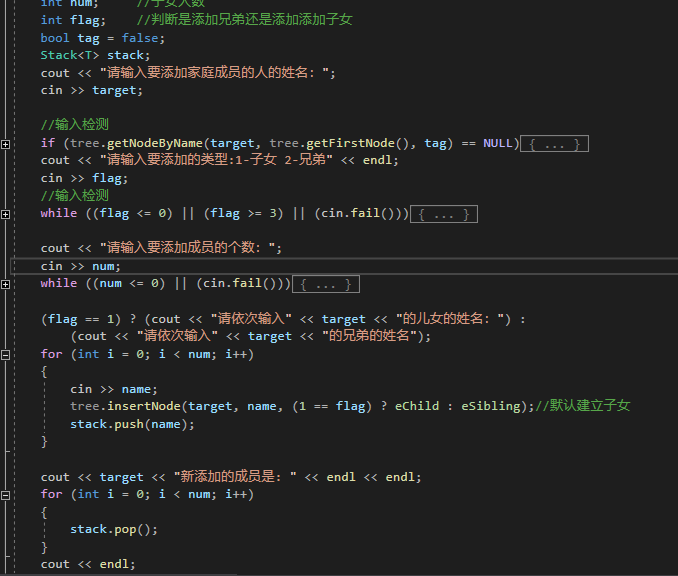 int num;     //子女人数
int flag;    //判断是添加兄弟还是添加添加子女
bool tag = false;
Stack<T> stack;
cout << "请输入要添加家庭成员的人的姓名：";
cin >> target;
//输入检测
if (tree.getNodeByName(target, tree.getFirstNode(), tag) == NULL){ ... }
cout << "请输入要添加的类型:1-子女 2-兄弟" << endl;
cin >> flag;
//输入检测
while ((flag <= 0) || (flag >= 3) || (cin.fail())){ ... }
cout << "请输入要添加成员的个数：";
cin >> num;
while ((num <= 0) || (cin.fail())){ ... }
(flag == 1) ? (cout << "请依次输入" << target << "的儿女的姓名：") :
    (cout << "请依次输入" << target << "的兄弟的姓名");
for (int i = 0; i < num; i++)
{
    cin >> name;
    tree.insertNode(target, name, (1 == flag) ? eChild : eSibling);//默认建立子女
    stack.push(name);
}
cout << target << "新添加的成员是：" << endl << endl;
for (int i = 0; i < num; i++)
{
    stack.pop();
}
cout << endl;